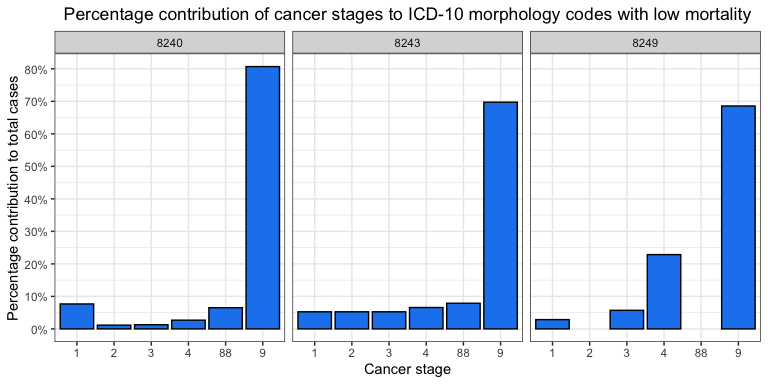 Percentage contribution of cancer stages to ICD-10 morphology codes with low mortality
8240 8243 8249
Percentage contribution to total cases
80%
70%
60%
50%
40%
30%
20%
10%
0%
1 2 3 4 88 9 1 2 3 4 88 9 1 2 3 4 88 9
Cancer stage